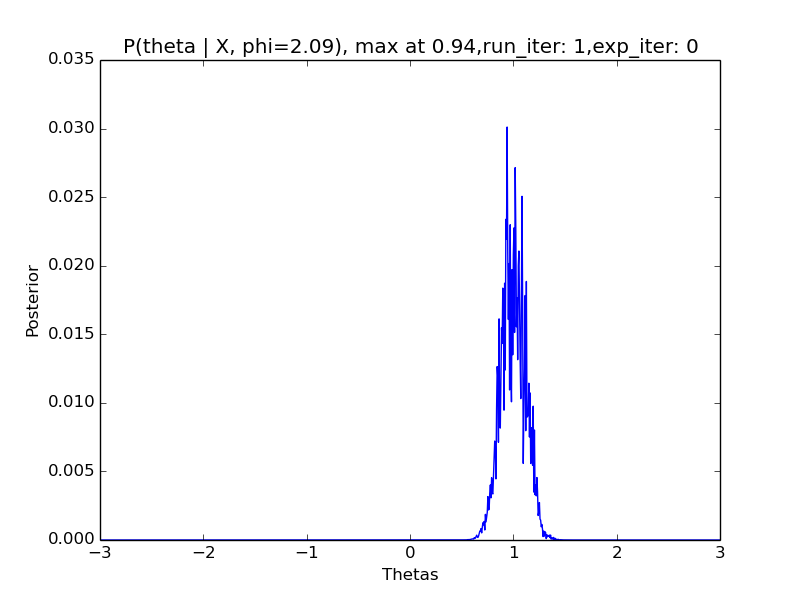 P(theta | X, phi=2.09), max at 0.94,run_iter: 1,exp_iter: 0
0.035
0.030
0.025
0.020
0.015
0.010
0.005
0.000
Posterior
−3 −2 −1 0 1 2 3
Thetas